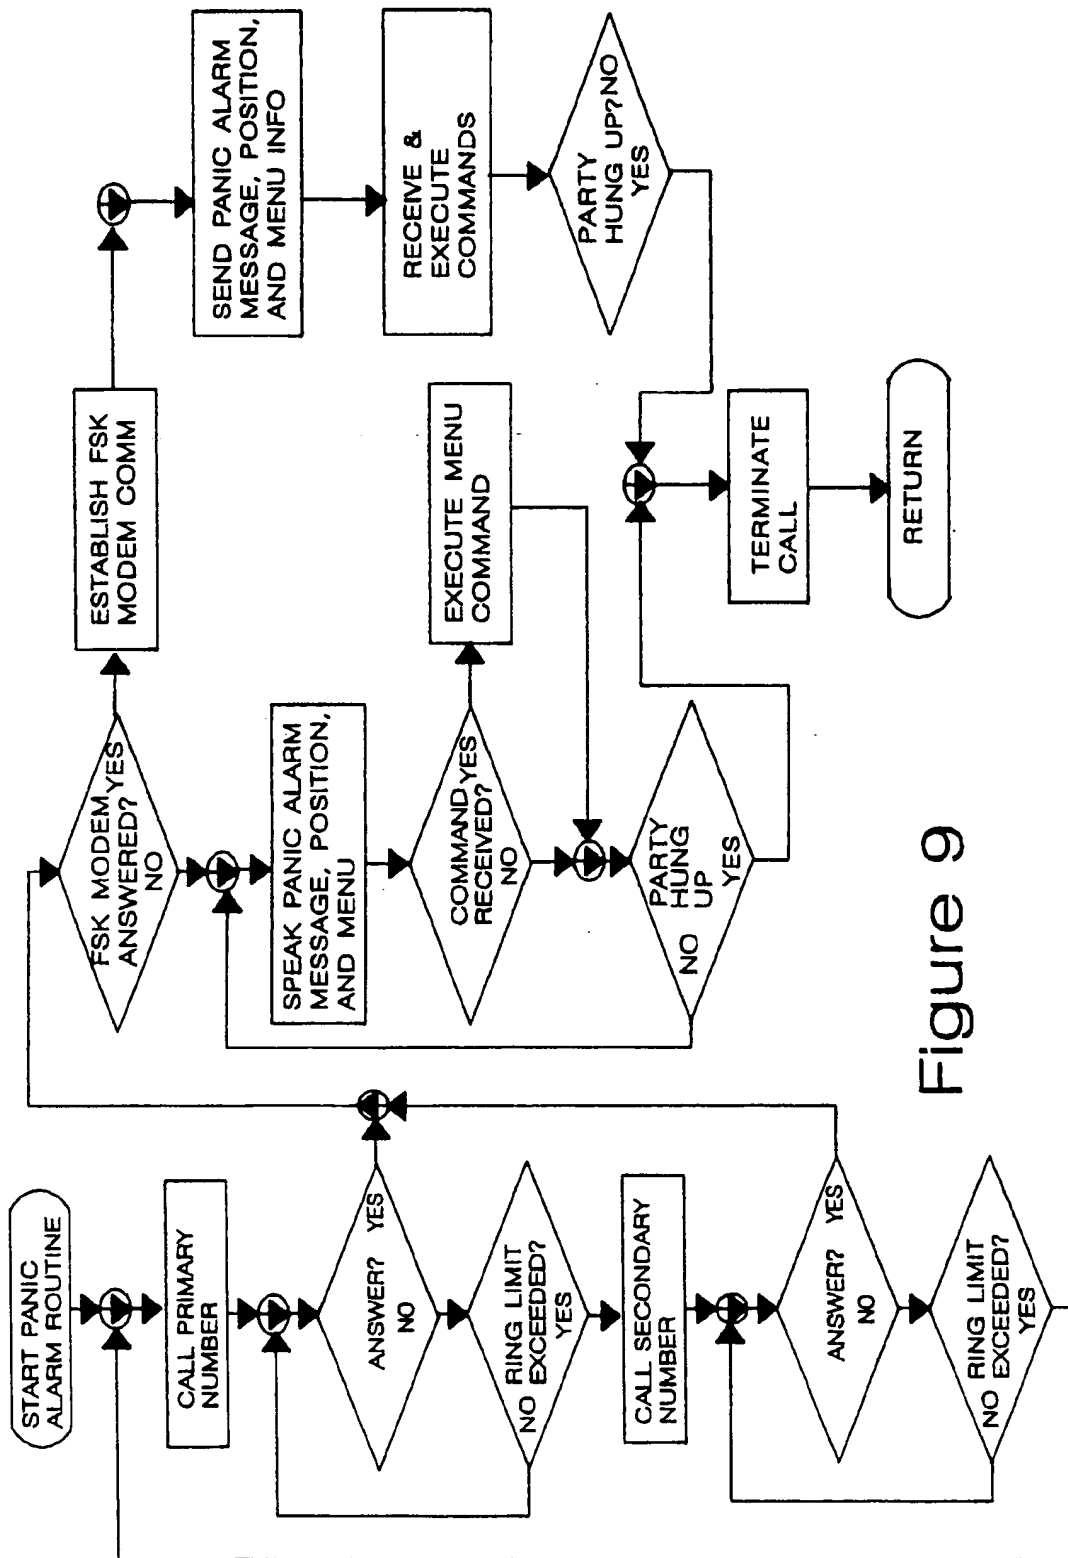 START PANIC
ALARM ROUTINE
CALL PRIMARY
NUMBER
ANSWER?
YES
NO
RING LIMIT
EXCEEDED?
NO
YES
CALL SECONDARY
NUMBER
ANSWER?
YES
NO
RING LIMIT
EXCEEDED?
NO
YES
FSK MODEM
ANSWERED?
YES
NO
SPEAK PANIC ALARM
MESSAGE, POSITION,
AND MENU
COMMAND
RECEIVED?
YES
NO
PARTY
HUNG
UP
NO
YES
ESTABLISH FSK
MODEM COMM
EXECUTE MENU
COMMAND
SEND PANIC ALARM
MESSAGE, POSITION,
AND MENU INFO
RECEIVE &
EXECUTE
COMMANDS
PARTY
HUNG UP?
NO
YES
TERMINATE
CALL
RETURN
Figure 9